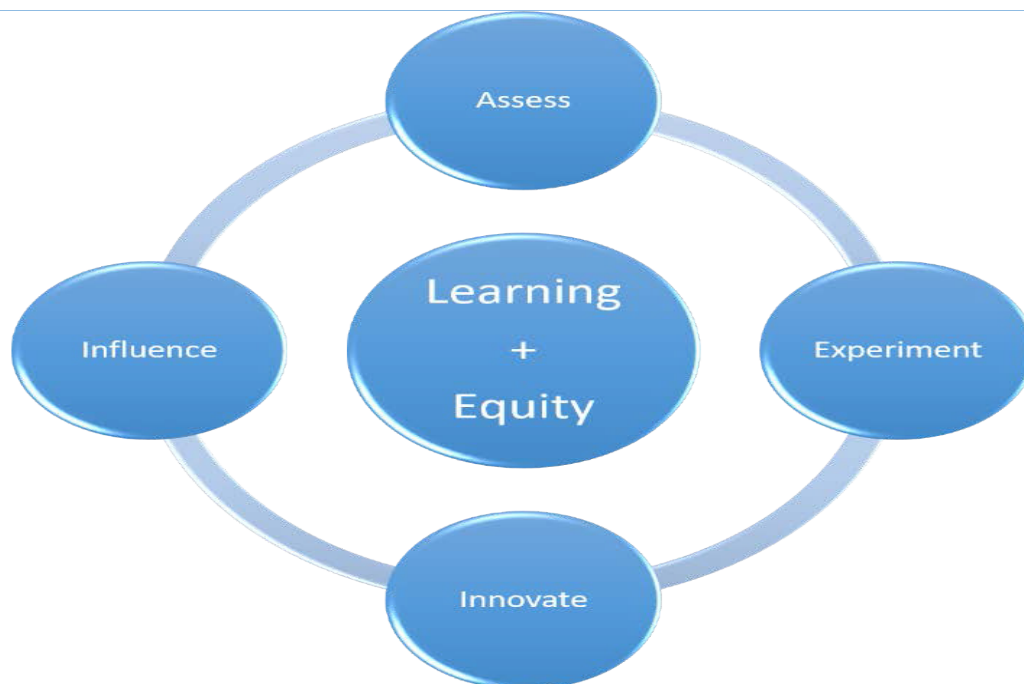 Assess
Learning
+
Equity
Influence
Experiment
Innovate